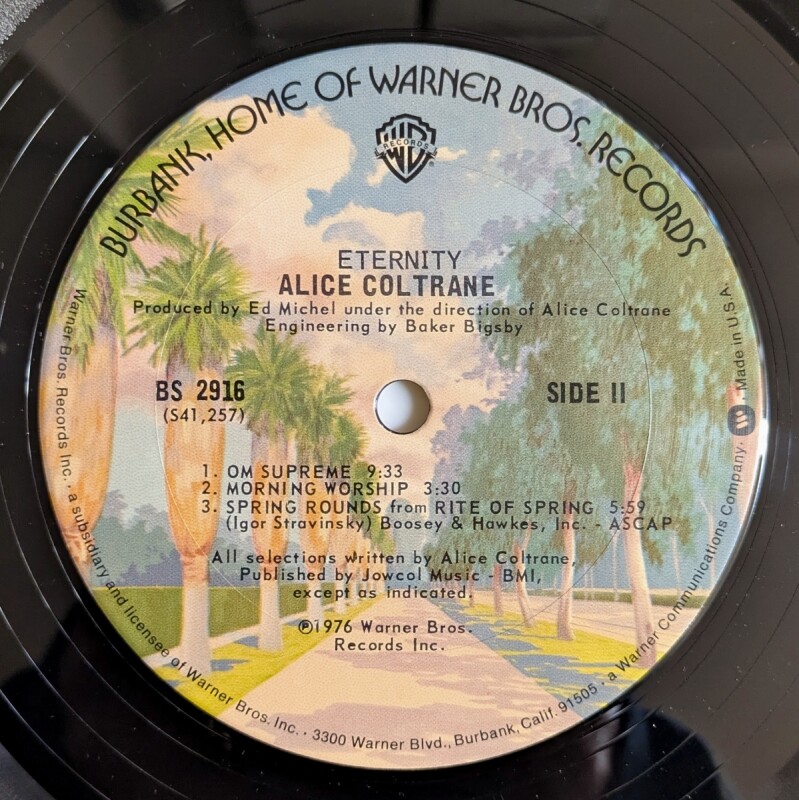 BURBANK, HOME OF WARNER BROS. RECORDS
W B
RECORDS
®
ETERNITY
ALICE COLTRANE
Produced by Ed Michel under the direction of Alice Coltrane
Engineering by Baker Bigsby
BS 2916
SIDE II
(S41,257)
1. OM SUPREME 9:33
2. MORNING WORSHIP 3:30
3. SPRING ROUNDS from RITE OF SPRING 5:59
(Igor Stravinsky) Boosey & Hawkes, Inc. - ASCAP
All selections written by Alice Coltrane,
Published by Jowcol Music - BMI,
except as indicated.
℗1976 Warner Bros.
Records Inc.
Warner Bros. Records Inc. · a subsidiary and licensee of Warner Bros. Inc. · 3300 Warner Blvd., Burbank, Calif. 91505 · a Warner Communications Company. · Made in U.S.A.